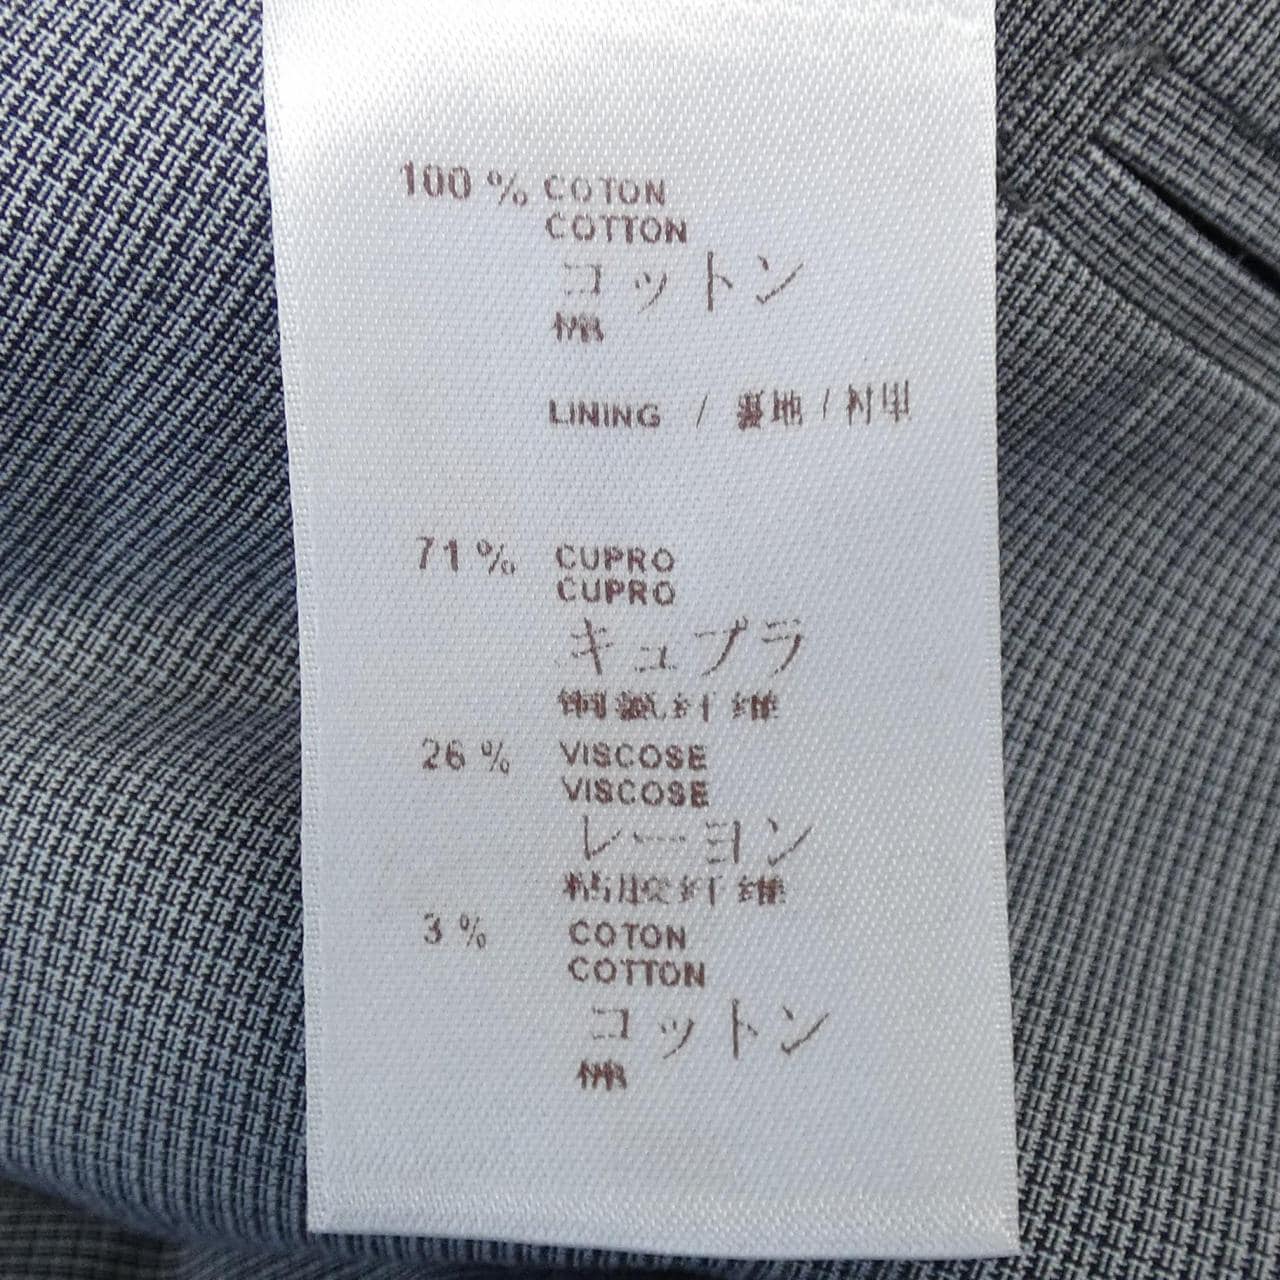 100 % COTON
COTTON
コットン
棉
LINING / 裏地 / 衬里
71 % CUPRO
CUPRO
キュプラ
铜氨纤维
26 % VISCOSE
VISCOSE
レーヨン
粘胶纤维
3 % COTON
COTTON
コットン
棉